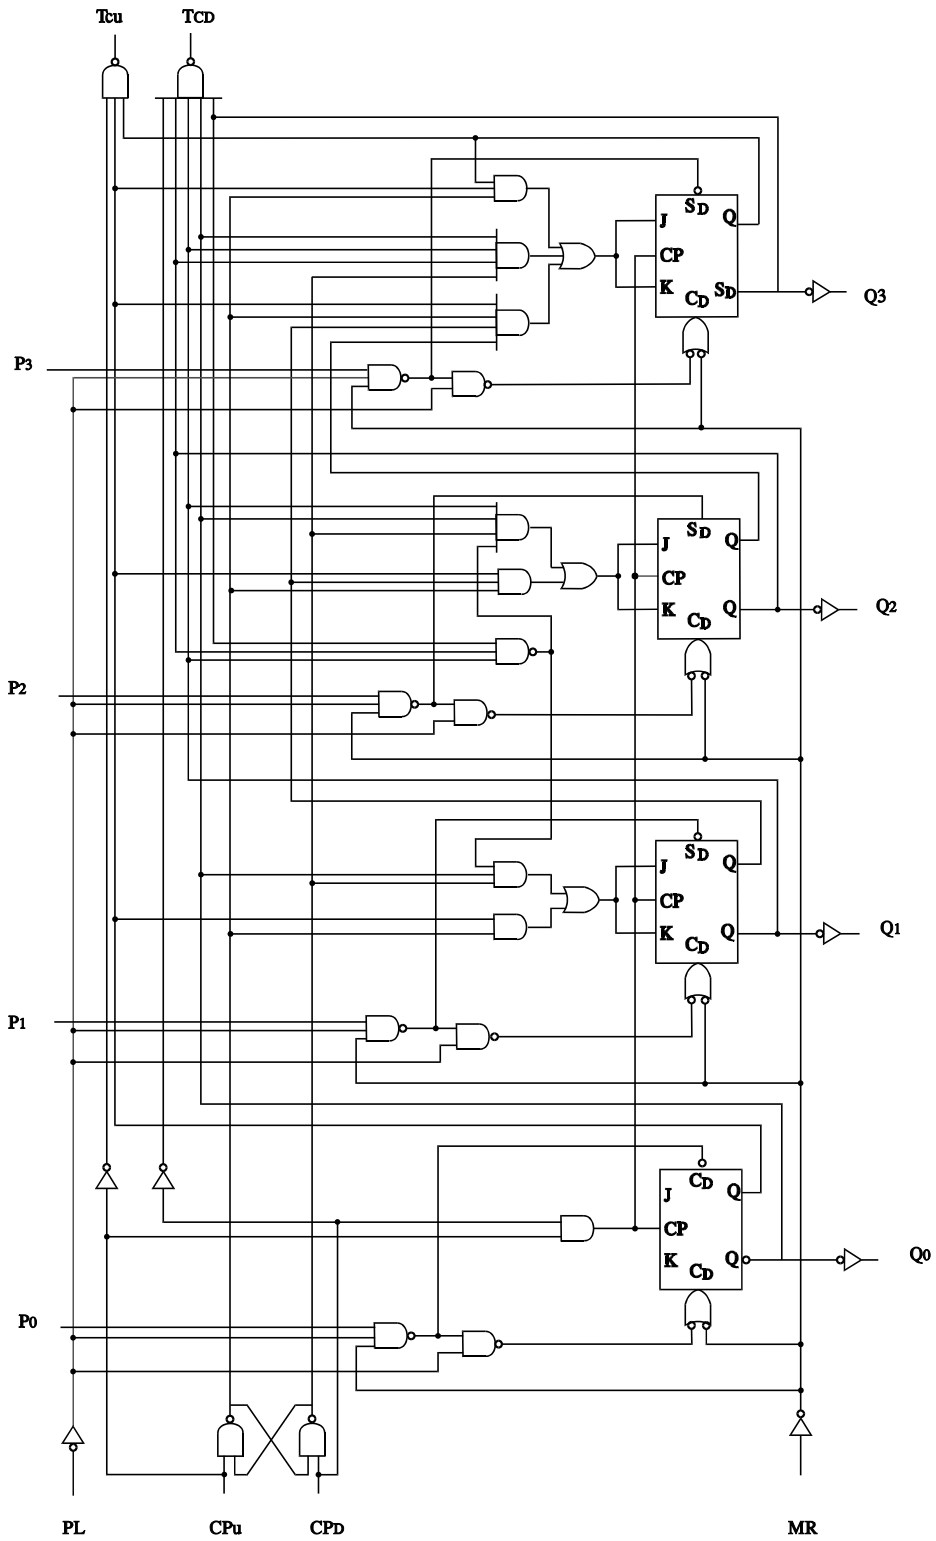 Tcu TCD
SD Q
J
CP
K CD SD
Q3
P3
SD Q
J
CP
K CD Q
Q2
P2
SD Q
J
CP
K CD Q
Q1
P1
CD Q
J
CP
K CD Q
Q0
P0
PL CPu CPD MR